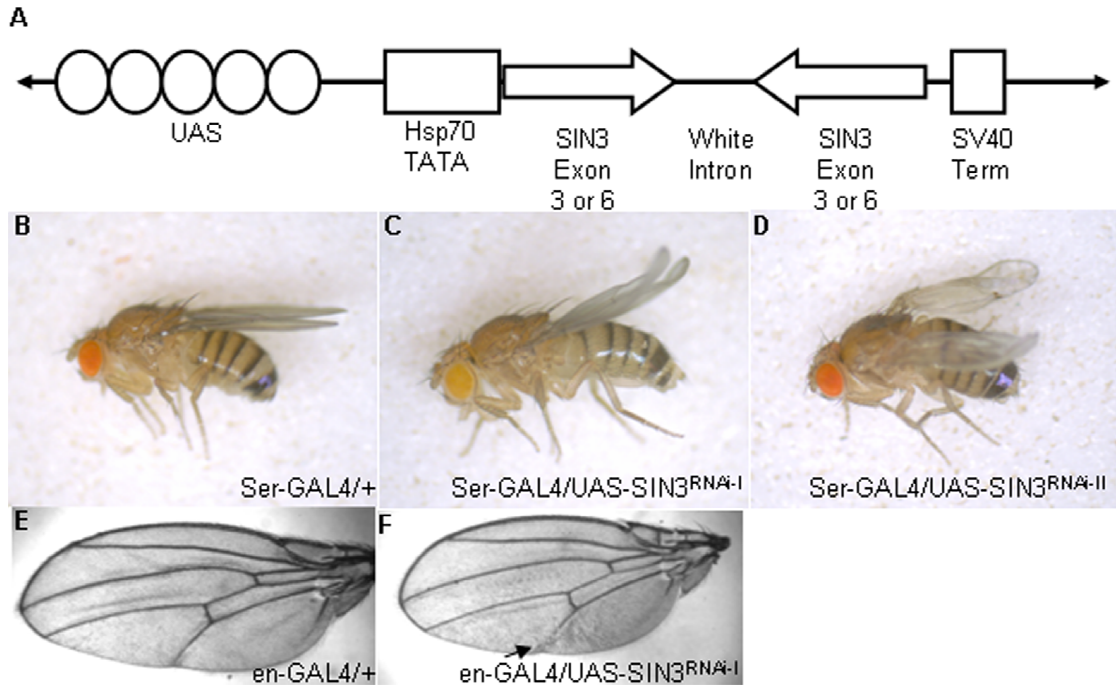 A
UAS
Hsp70
TATA
SIN3
Exon
3 or 6
White
Intron
SIN3
Exon
3 or 6
SV40
Term
B
Ser-GAL4/+
C
Ser-GAL4/UAS-SIN3RNAi-I
D
Ser-GAL4/UAS-SIN3RNAi-II
E
en-GAL4/+
F
en-GAL4/UAS-SIN3RNAi-I